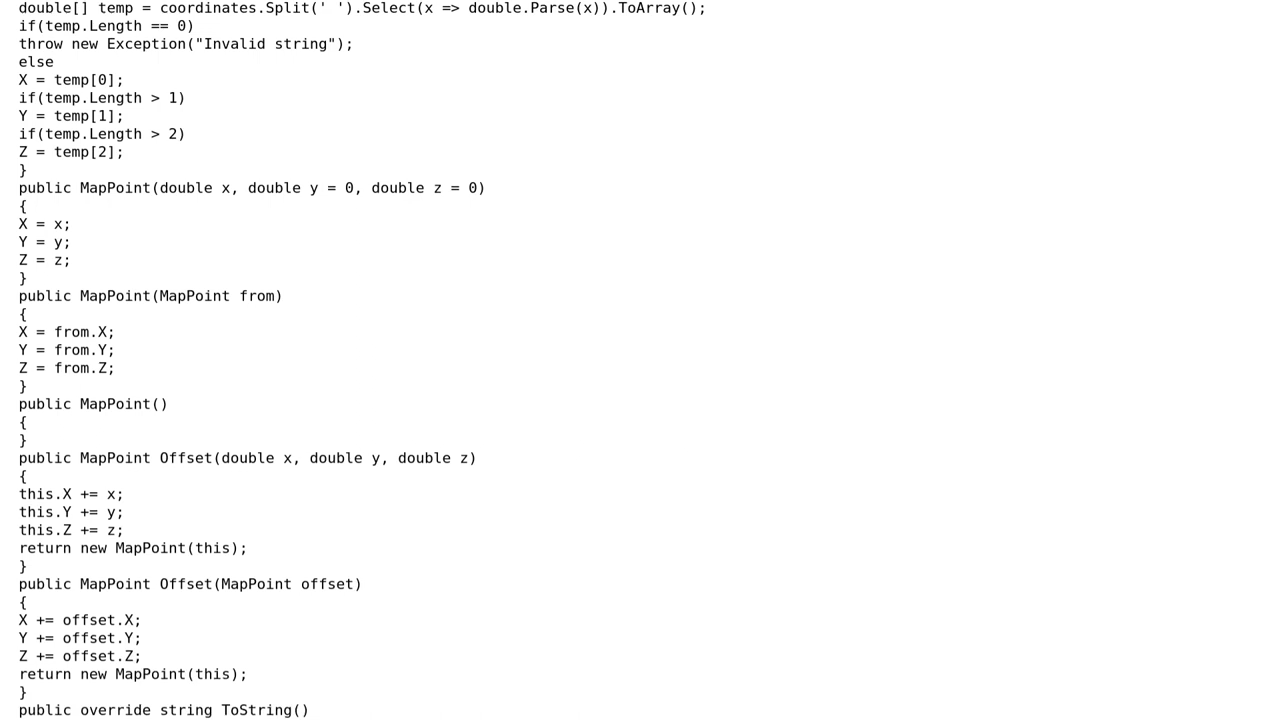 double[] temp = coordinates.Split(' ').Select(x => double.Parse(x)).ToArray();
if(temp.Length == 0)
throw new Exception("Invalid string");
else
X = temp[0];
if(temp.Length > 1)
Y = temp[1];
if(temp.Length > 2)
Z = temp[2];
}
public MapPoint(double x, double y = 0, double z = 0)
{
X = x;
Y = y;
Z = z;
}
public MapPoint(MapPoint from)
{
X = from.X;
Y = from.Y;
Z = from.Z;
}
public MapPoint()
{
}
public MapPoint Offset(double x, double y, double z)
{
this.X += x;
this.Y += y;
this.Z += z;
return new MapPoint(this);
}
public MapPoint Offset(MapPoint offset)
{
X += offset.X;
Y += offset.Y;
Z += offset.Z;
return new MapPoint(this);
}
public override string ToString()